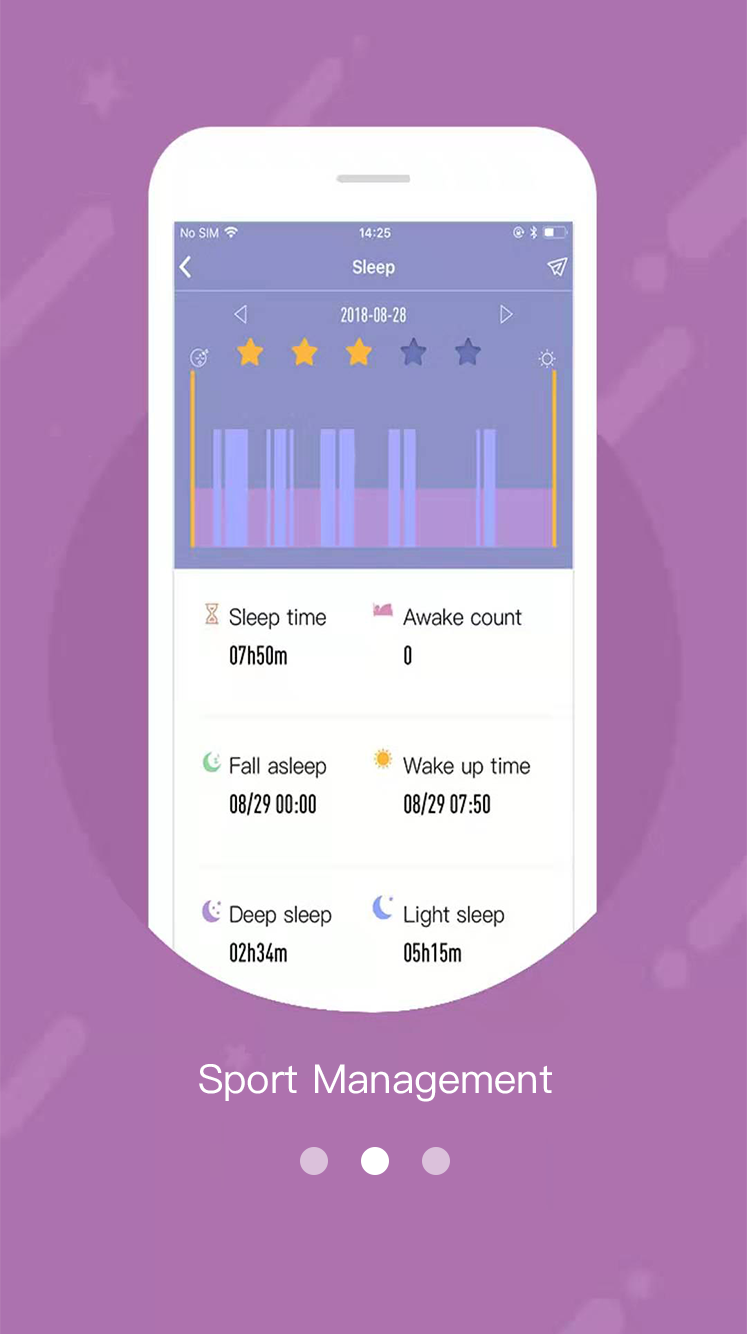 No SIM 14:25
Sleep
2018-08-28
Sleep time Awake count
07h50m 0
Fall asleep Wake up time
08/29 00:00 08/29 07:50
Deep sleep Light sleep
02h34m 05h15m
Sport Management